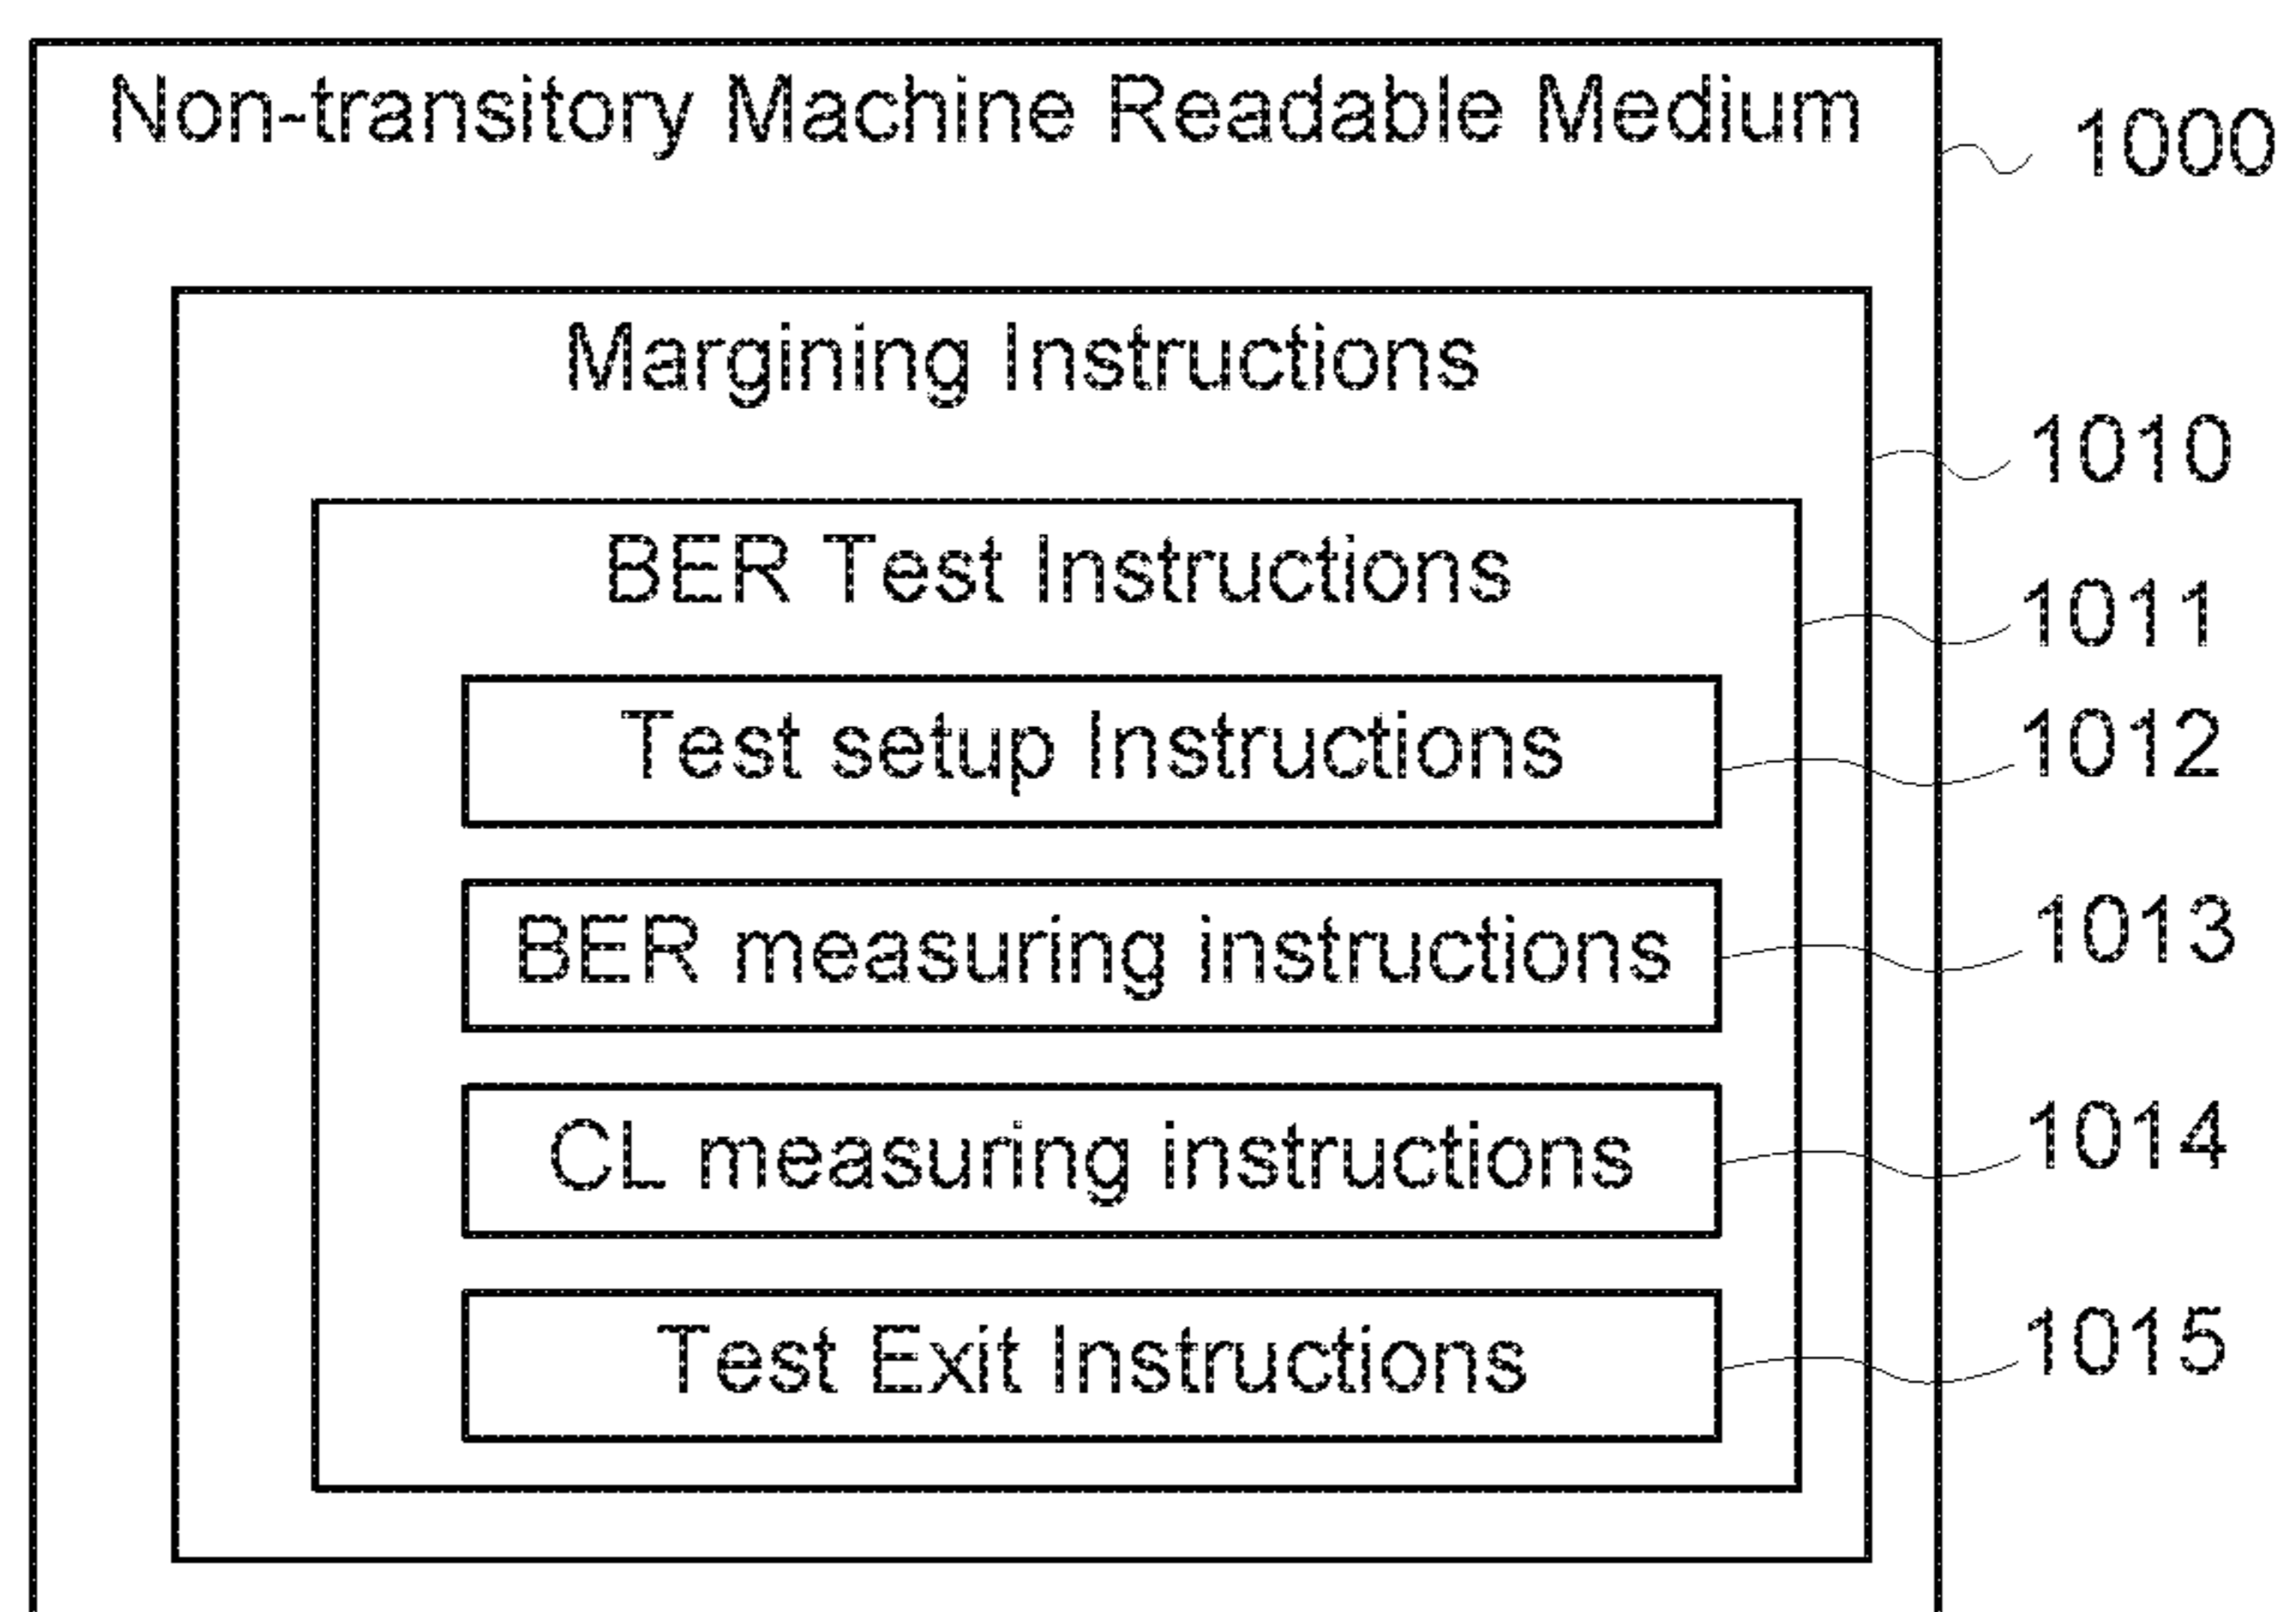 Non-transitory Machine Readable Medium
1000
Margining Instructions
1010
BER Test Instructions
1011
Test setup Instructions
1012
BER measuring instructions
1013
CL measuring instructions
1014
Test Exit Instructions
1015